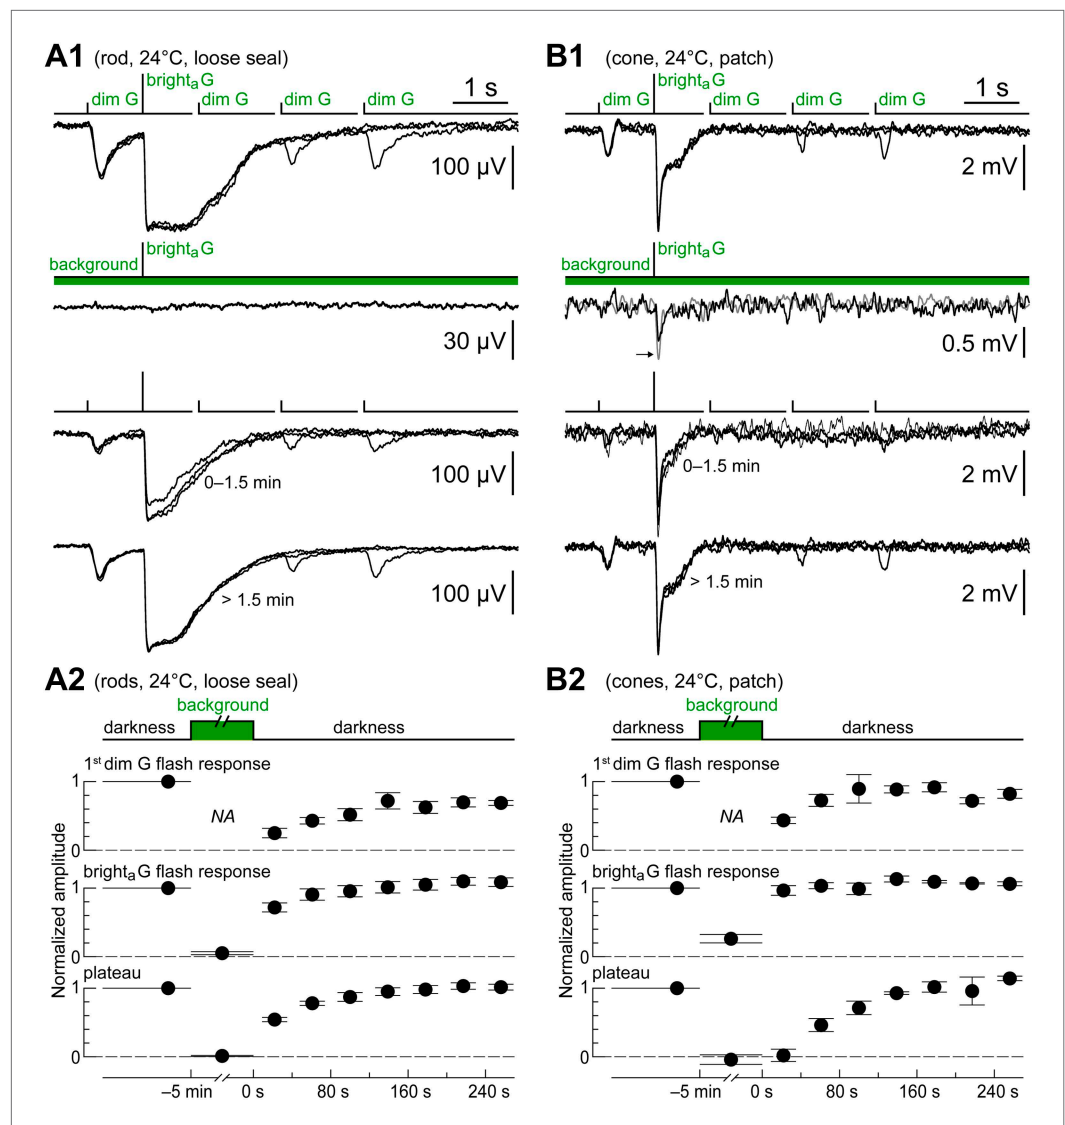 A1 (rod, 24°C, loose seal)
bright_a G
dim G dim G dim G dim G 1 s
100 µV
bright_a G
background
30 µV
0–1.5 min
100 µV
> 1.5 min
100 µV
B1 (cone, 24°C, patch)
bright_a G
dim G dim G dim G dim G 1 s
2 mV
bright_a G
background
0.5 mV
0–1.5 min
2 mV
> 1.5 min
2 mV
A2 (rods, 24°C, loose seal)
background
darkness darkness
1st dim G flash response
1
NA
0
bright_a G flash response
1
0
plateau
1
0
Normalized amplitude
–5 min 0 s 80 s 160 s 240 s
B2 (cones, 24°C, patch)
background
darkness darkness
1st dim G flash response
1
NA
0
bright_a G flash response
1
0
plateau
1
0
Normalized amplitude
–5 min 0 s 80 s 160 s 240 s